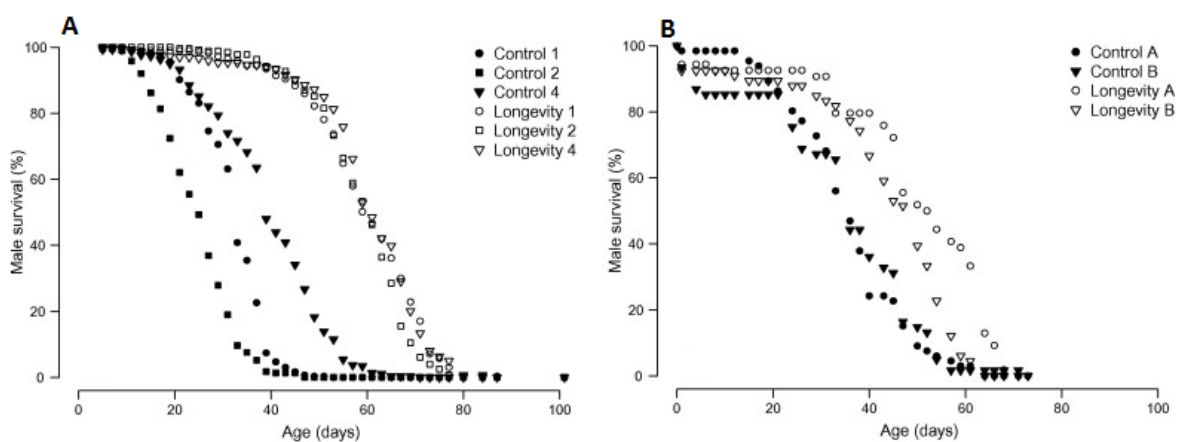 A
100
80
60
40
20
0
Male survival (%)
0 20 40 60 80 100
Age (days)
Control 1
Control 2
Control 4
Longevity 1
Longevity 2
Longevity 4
B
100
80
60
40
20
0
Male survival (%)
0 20 40 60 80 100
Age (days)
Control A
Control B
Longevity A
Longevity B